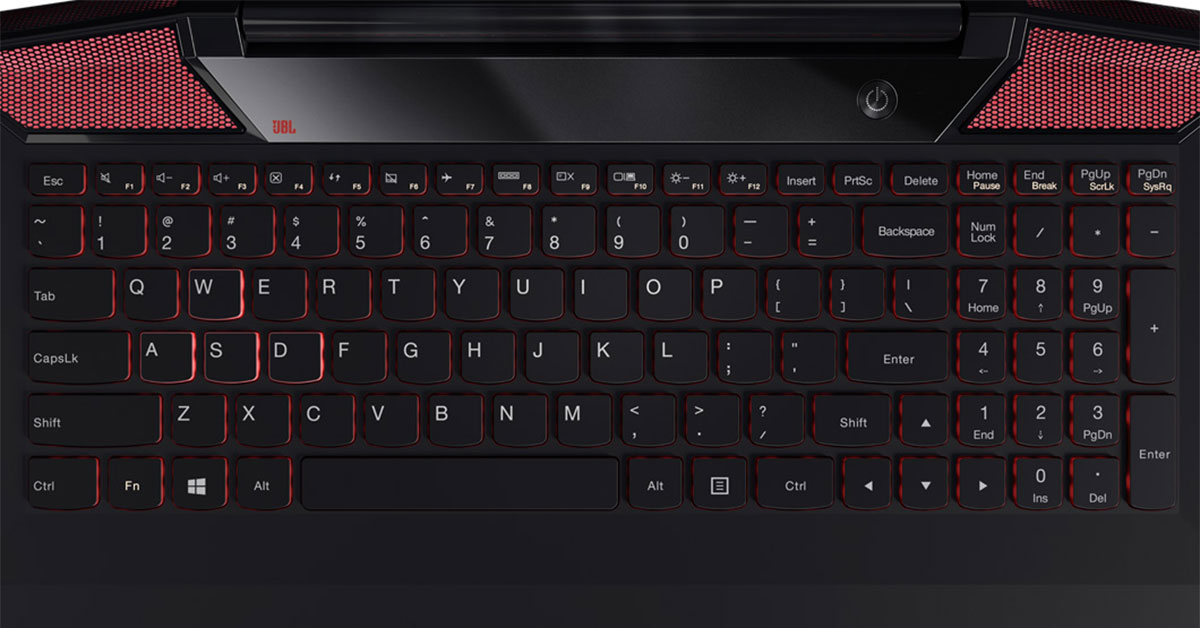 JBL
Esc F1 F2 F3 F4 F5 F6 F7 F8 F9 F10 F11 F12 Insert PrtSc Delete Home Pause End Break PgUp ScrLk PgDn SysRq
~ ` ! 1 @ 2 # 3 $ 4 % 5 ^ 6 & 7 * 8 ( 9 ) 0 — - + = Backspace Num Lock / * −
Tab Q W E R T Y U I O P { [ } ] | \ 7 Home 8 ↑ 9 PgUp +
CapsLk A S D F G H J K L : ; " ' Enter 4 ← 5 6 →
Shift Z X C V B N M < , > . ? / Shift ▲ 1 End 2 ↓ 3 PgDn Enter
Ctrl Fn Alt Alt Ctrl ◄ ▼ ► 0 Ins . Del